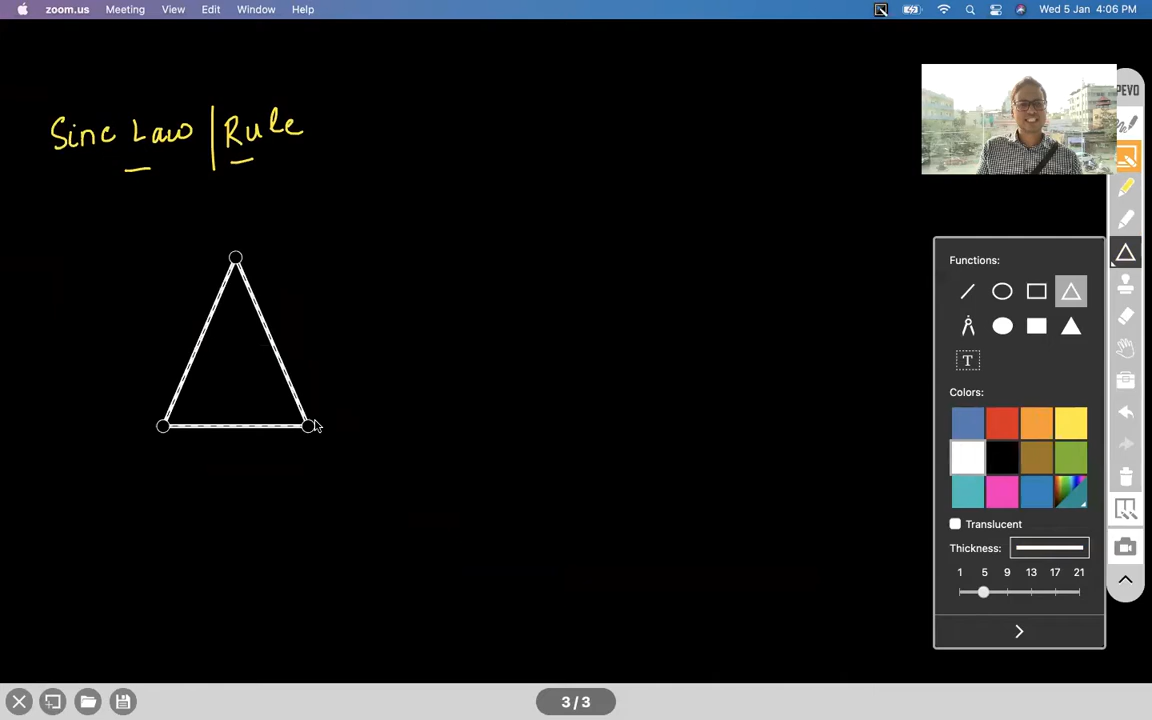 zoom.us Meeting View Edit Window Help Wed 5 Jan 4:06 PM
Sine Law | Rule
PEVO
Functions:
T
Colors:
Translucent
Thickness:
1 5 9 13 17 21
3 / 3